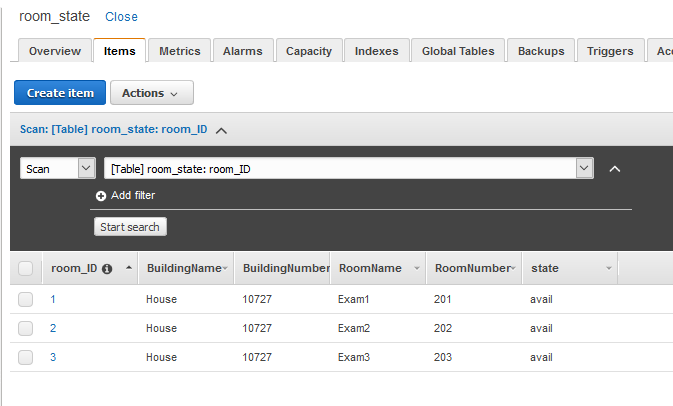 room_state Close
Overview Items Metrics Alarms Capacity Indexes Global Tables Backups Triggers
Create item Actions
Scan: [Table] room_state: room_ID
Scan [Table] room_state: room_ID
Add filter
Start search
room_ID BuildingName BuildingNumber RoomName RoomNumber state
1 House 10727 Exam1 201 avail
2 House 10727 Exam2 202 avail
3 House 10727 Exam3 203 avail